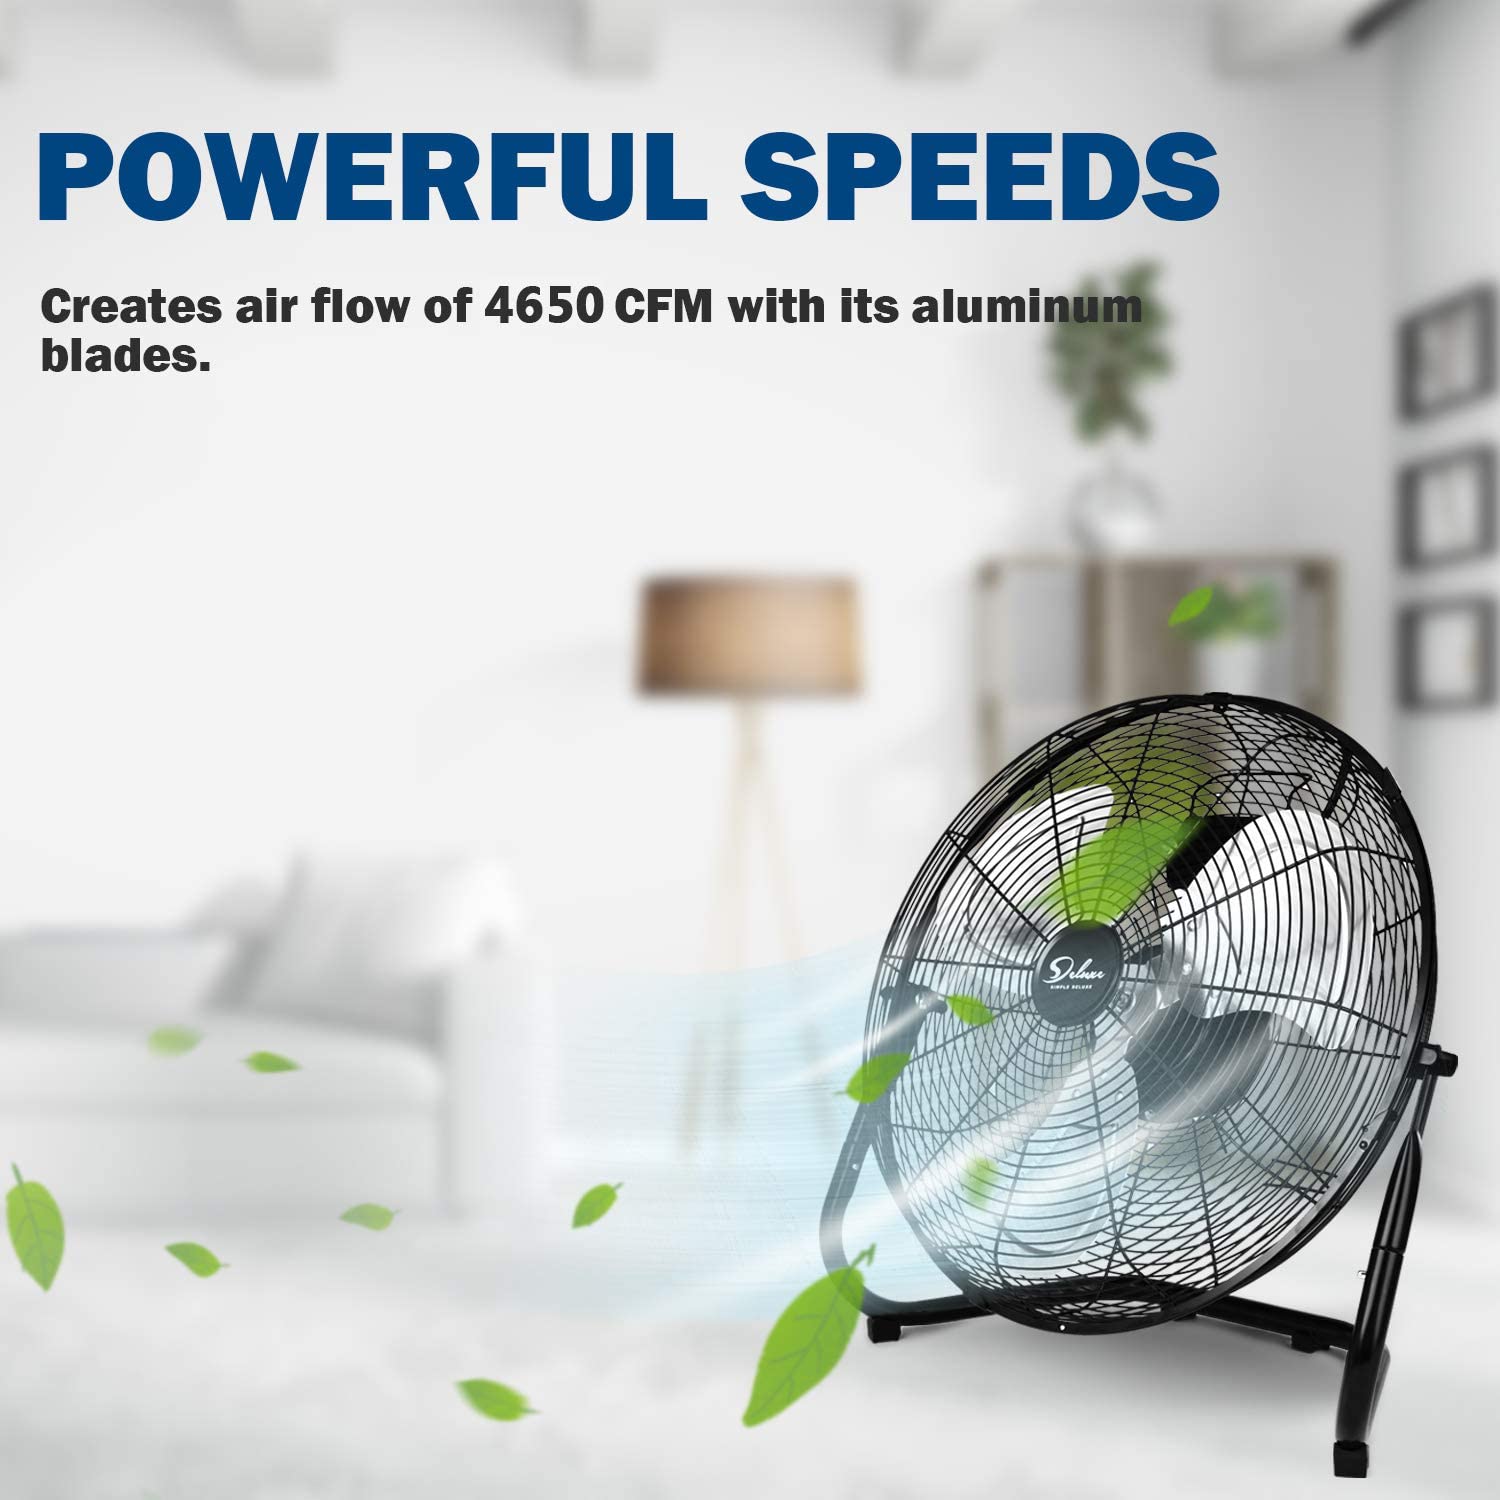 POWERFUL SPEEDS
Creates air flow of 4650 CFM with its aluminum
blades.
Deluxe
SIMPLE DELUXE